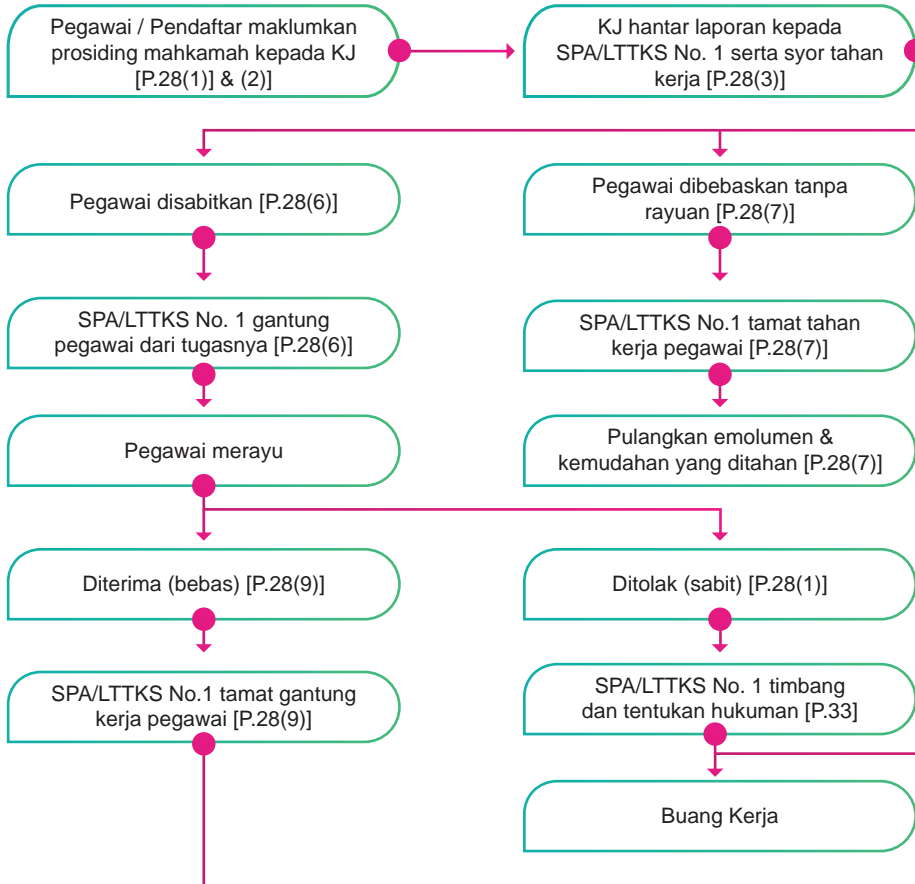 Pegawai / Pendaftar maklumkan
prosiding mahkamah kepada KJ
[P.28(1)] & (2)]
KJ hantar laporan kepada
SPA/LTTKS No. 1 serta syor tahan
kerja [P.28(3)]
Pegawai disabitkan [P.28(6)]
Pegawai dibebaskan tanpa
rayuan [P.28(7)]
SPA/LTTKS No. 1 gantung
pegawai dari tugasnya [P.28(6)]
SPA/LTTKS No.1 tamat tahan
kerja pegawai [P.28(7)]
Pegawai merayu
Pulangkan emolumen &
kemudahan yang ditahan [P.28(7)]
Diterima (bebas) [P.28(9)]
Ditolak (sabit) [P.28(1)]
SPA/LTTKS No.1 tamat gantung
kerja pegawai [P.28(9)]
SPA/LTTKS No. 1 timbang
dan tentukan hukuman [P.33]
Buang Kerja